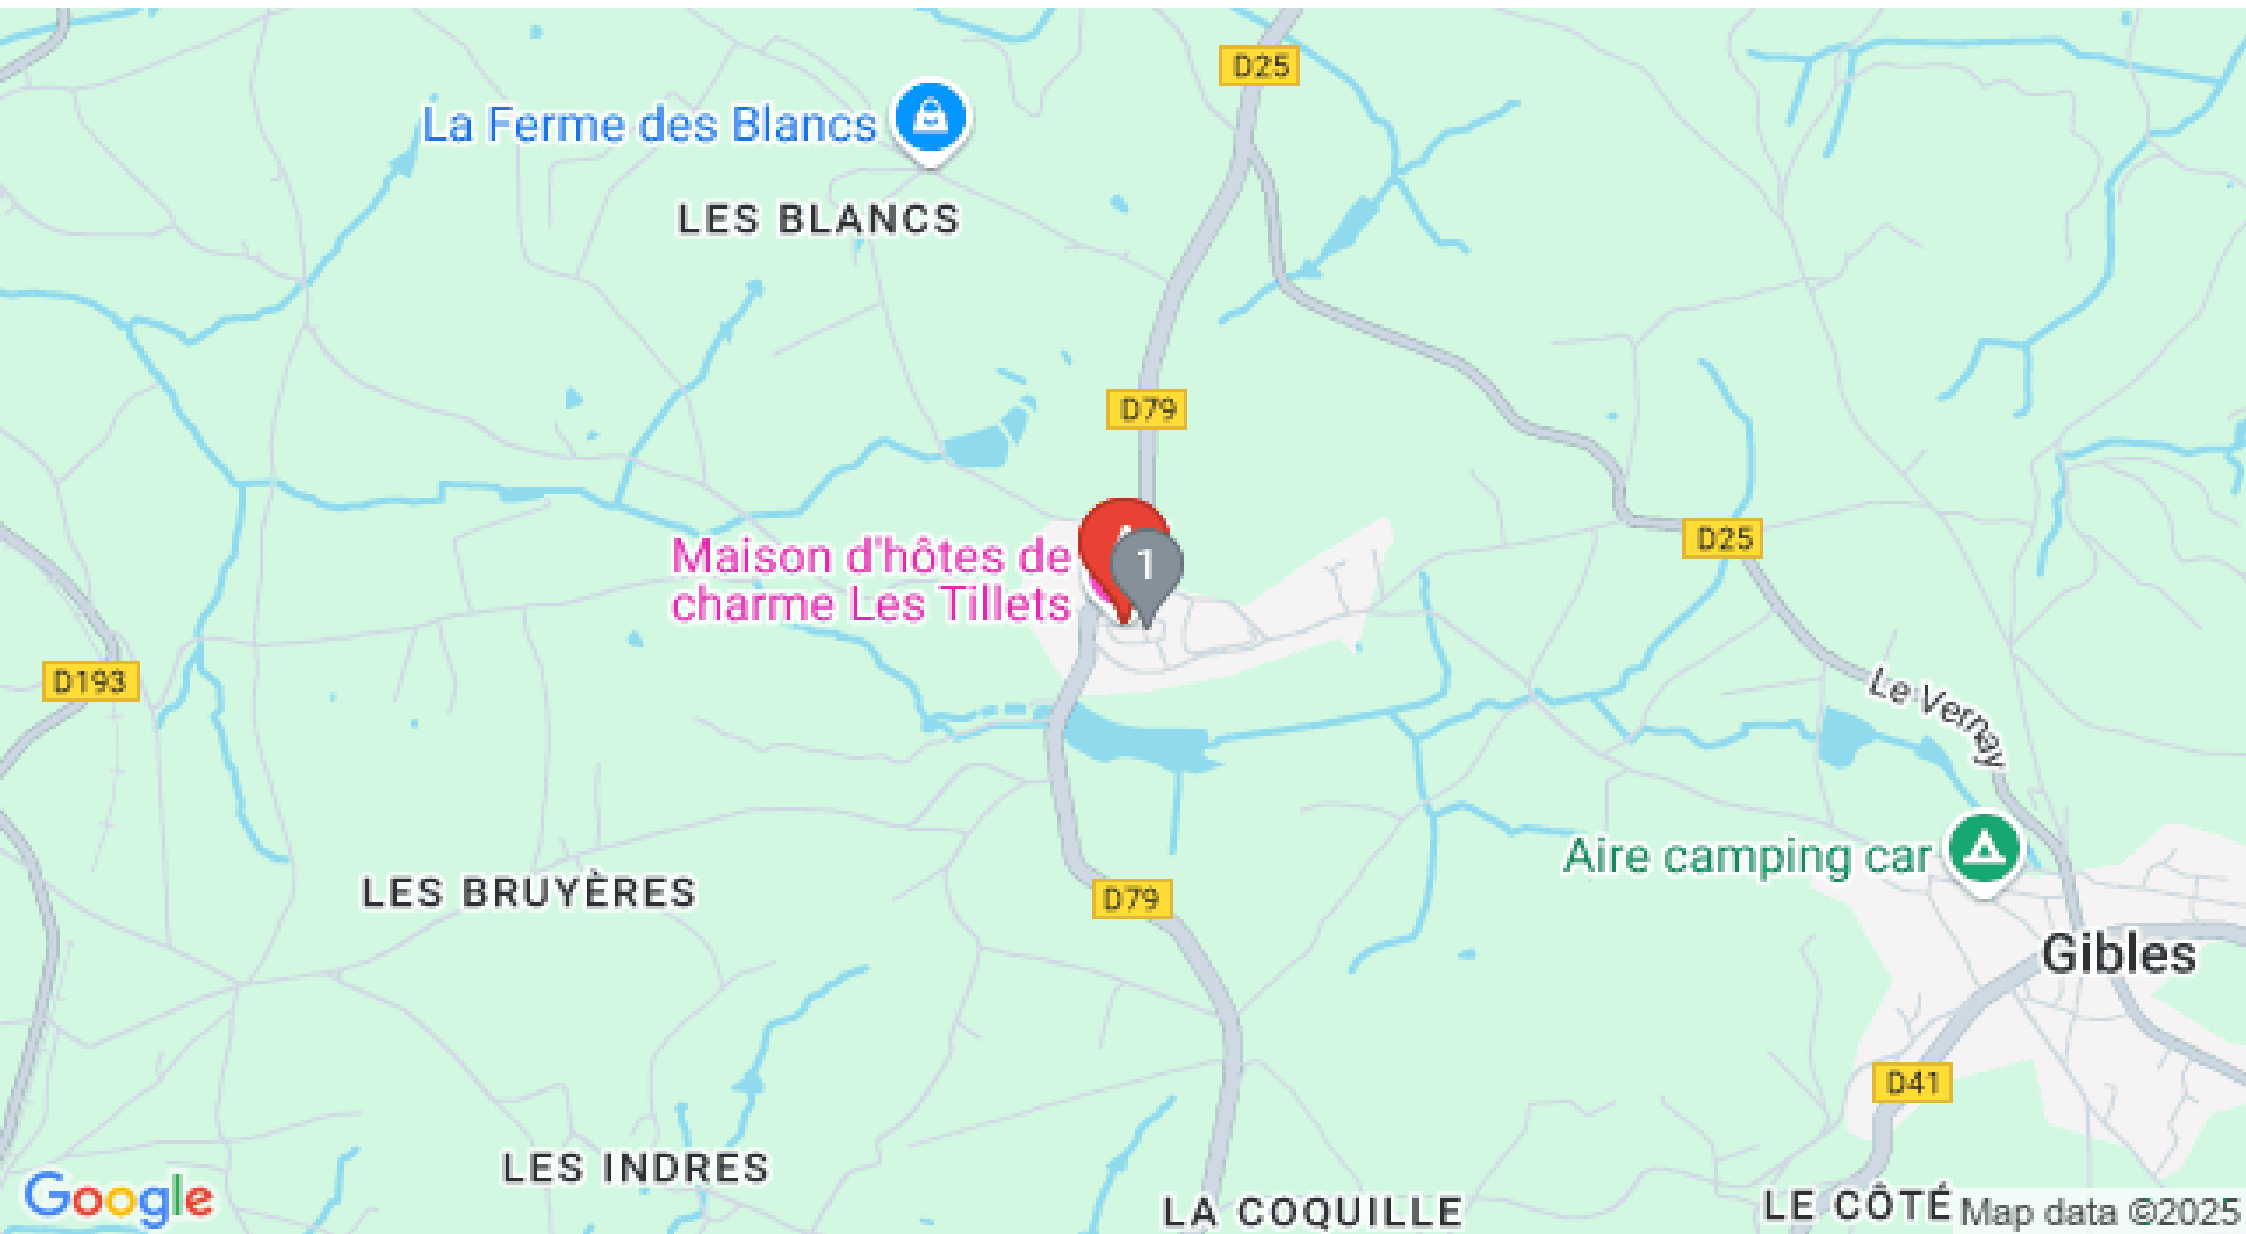 D25
La Ferme des Blancs
LES BLANCS
D79
D25
Maison d'hôtes de
charme Les Tillets
1
D193
Le Vernay
Aire camping car
LES BRUYÈRES
D79
Gibles
D41
LES INDRES
Google
LA COQUILLE
LE CÔTÉ
Map data ©2025